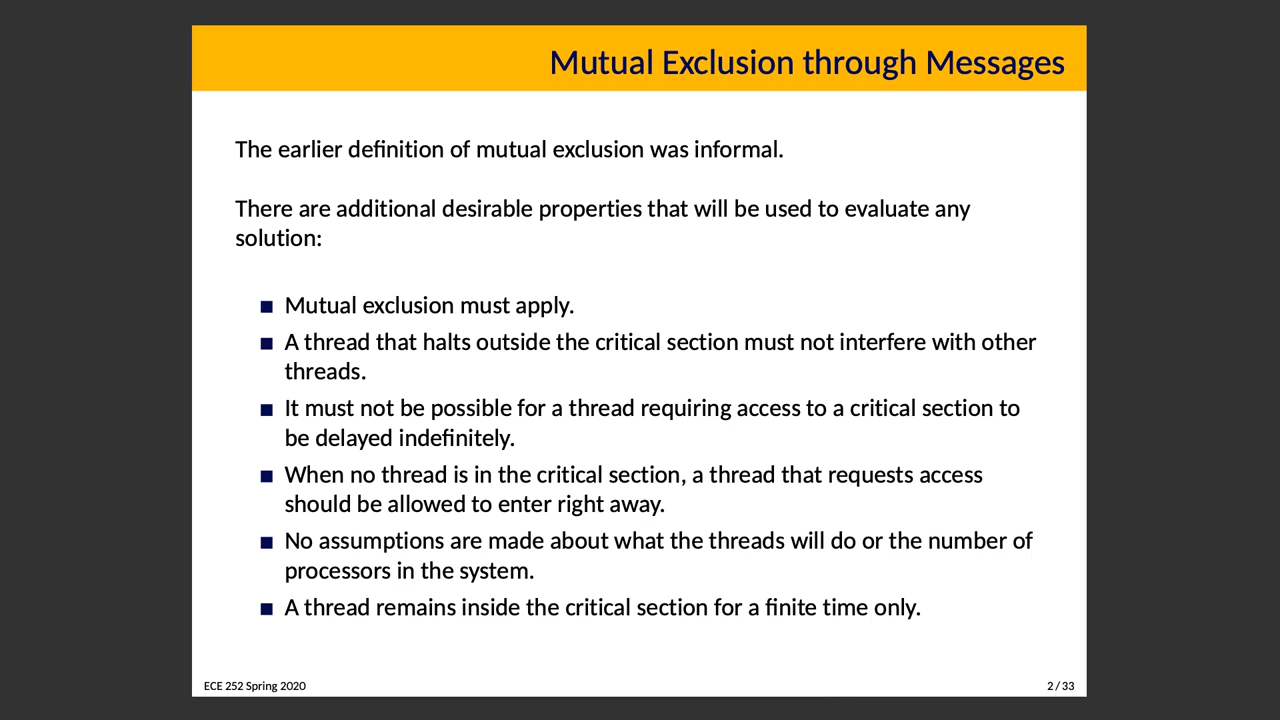 Mutual Exclusion through Messages
The earlier definition of mutual exclusion was informal.
There are additional desirable properties that will be used to evaluate any
solution:
■ Mutual exclusion must apply.
■ A thread that halts outside the critical section must not interfere with other
threads.
■ It must not be possible for a thread requiring access to a critical section to
be delayed indefinitely.
■ When no thread is in the critical section, a thread that requests access
should be allowed to enter right away.
■ No assumptions are made about what the threads will do or the number of
processors in the system.
■ A thread remains inside the critical section for a finite time only.
ECE 252 Spring 2020
2 / 33